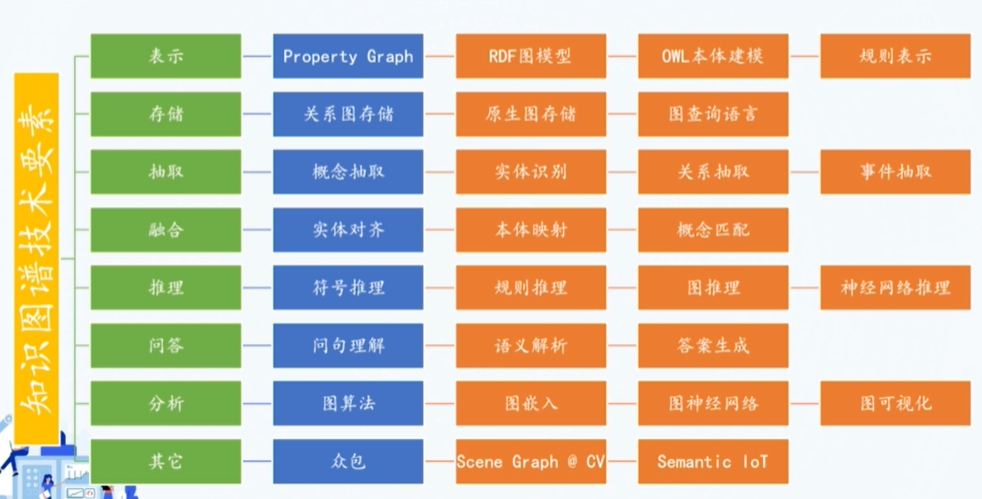 知识图谱技术要素
表示 Property Graph RDF图模型 OWL本体建模 规则表示
存储 关系图存储 原生图存储 图查询语言
抽取 概念抽取 实体识别 关系抽取 事件抽取
融合 实体对齐 本体映射 概念匹配
推理 符号推理 规则推理 图推理 神经网络推理
问答 问句理解 语义解析 答案生成
分析 图算法 图嵌入 图神经网络 图可视化
其它 众包 Scene Graph @ CV Semantic IoT